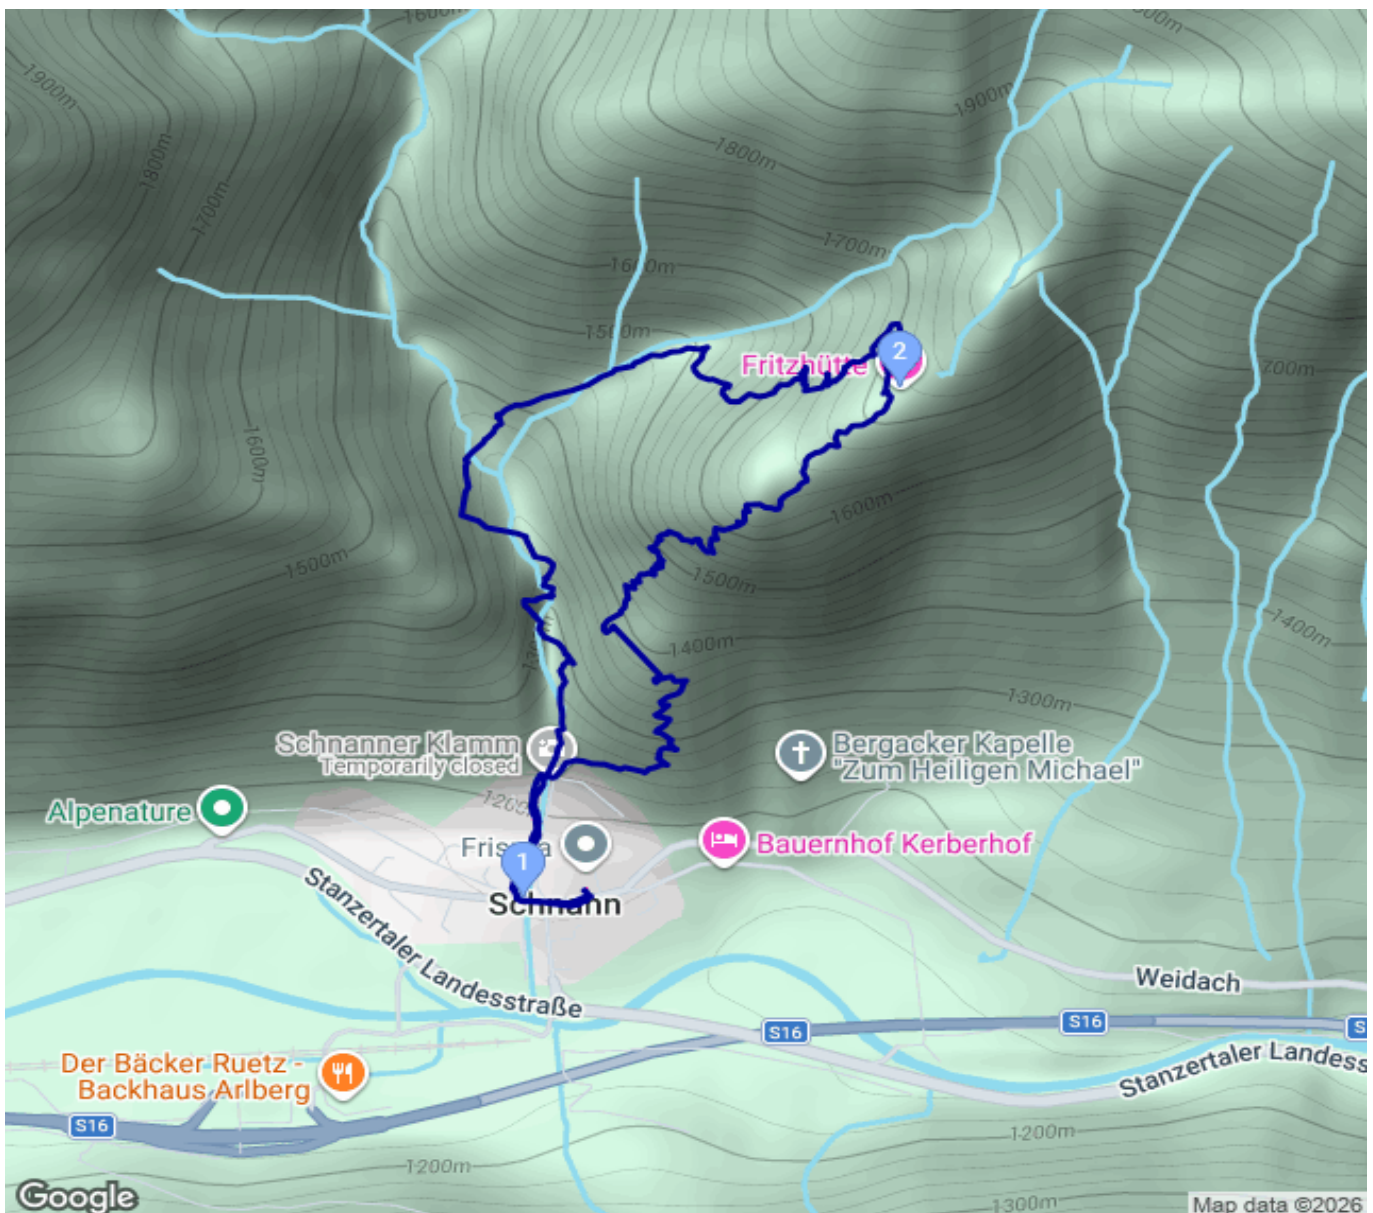 1600m
1900m
1800m
1700m
1800m
1900m
1700m
1600m
1500m
Fritzhütte
2
1700m
1600m
1600m
1500m
1500m
1400m
1400m
1300m
1300m
Schnanner Klamm
Temporarily closed
Bergacker Kapelle
"Zum Heiligen Michael"
Alpenature
1200m
1
Bauernhof Kerberhof
Schnann
Stanzertaler Landesstraße
Weidach
S16
S16
S
Stanzertaler Landess
Der Bäcker Ruetz -
Backhaus Arlberg
S16
1200m
1200m
1300m
Google
Map data ©2026